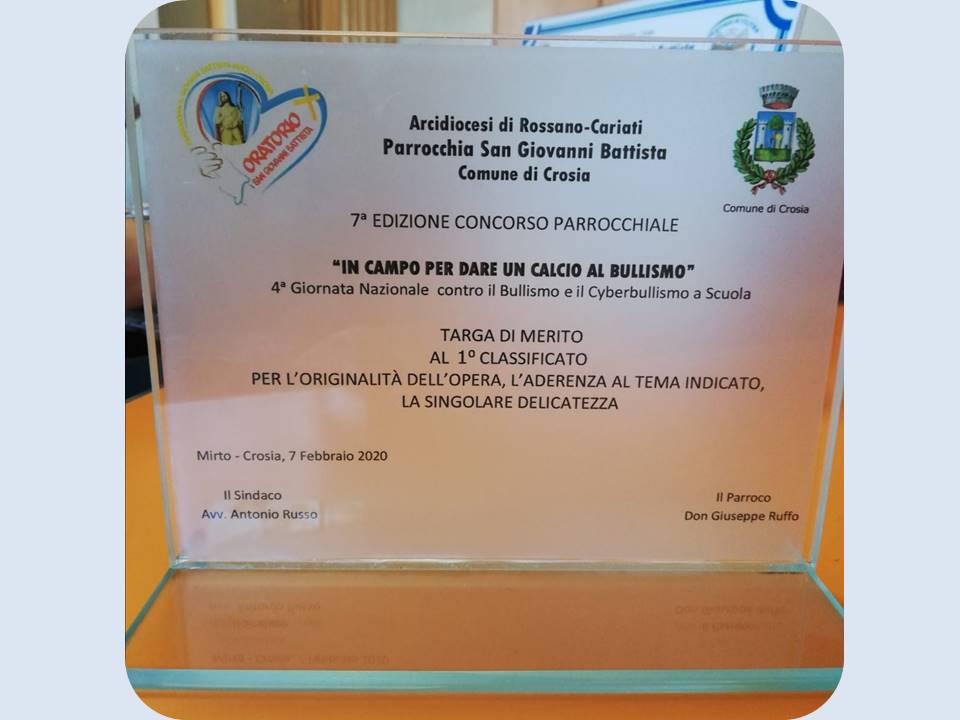 ORATORIO
SAN GIOVANNI BATTISTA
Arcidiocesi di Rossano-Cariati
Parrocchia San Giovanni Battista
Comune di Crosia
Comune di Crosia
7ª EDIZIONE CONCORSO PARROCCHIALE
“IN CAMPO PER DARE UN CALCIO AL BULLISMO”
4ª Giornata Nazionale contro il Bullismo e il Cyberbullismo a Scuola
TARGA DI MERITO
AL 1º CLASSIFICATO
PER L’ORIGINALITÀ DELL’OPERA, L’ADERENZA AL TEMA INDICATO,
LA SINGOLARE DELICATEZZA
Mirto - Crosia, 7 Febbraio 2020
Il Sindaco
Avv. Antonio Russo
Il Parroco
Don Giuseppe Ruffo